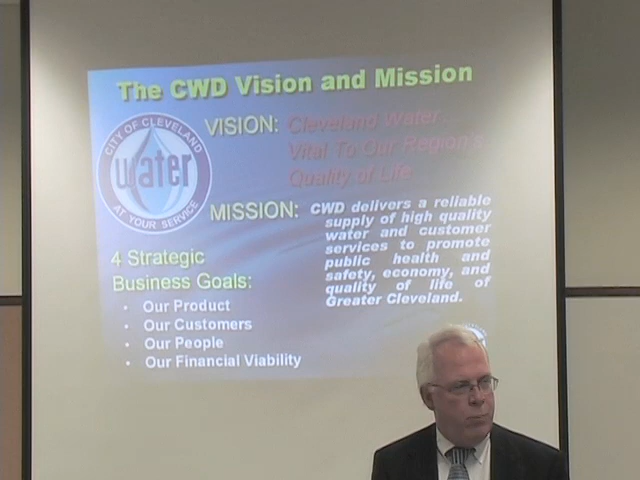 The CWD Vision and Mission
CITY OF CLEVELAND
water
AT YOUR SERVICE
VISION: Cleveland Water
Vital To Our Region's
Quality of Life
MISSION: CWD delivers a reliable
supply of high quality
water and customer
services to promote
public health and
safety, economy, and
quality of life of
Greater Cleveland.
4 Strategic
Business Goals:
• Our Product
• Our Customers
• Our People
• Our Financial Viability